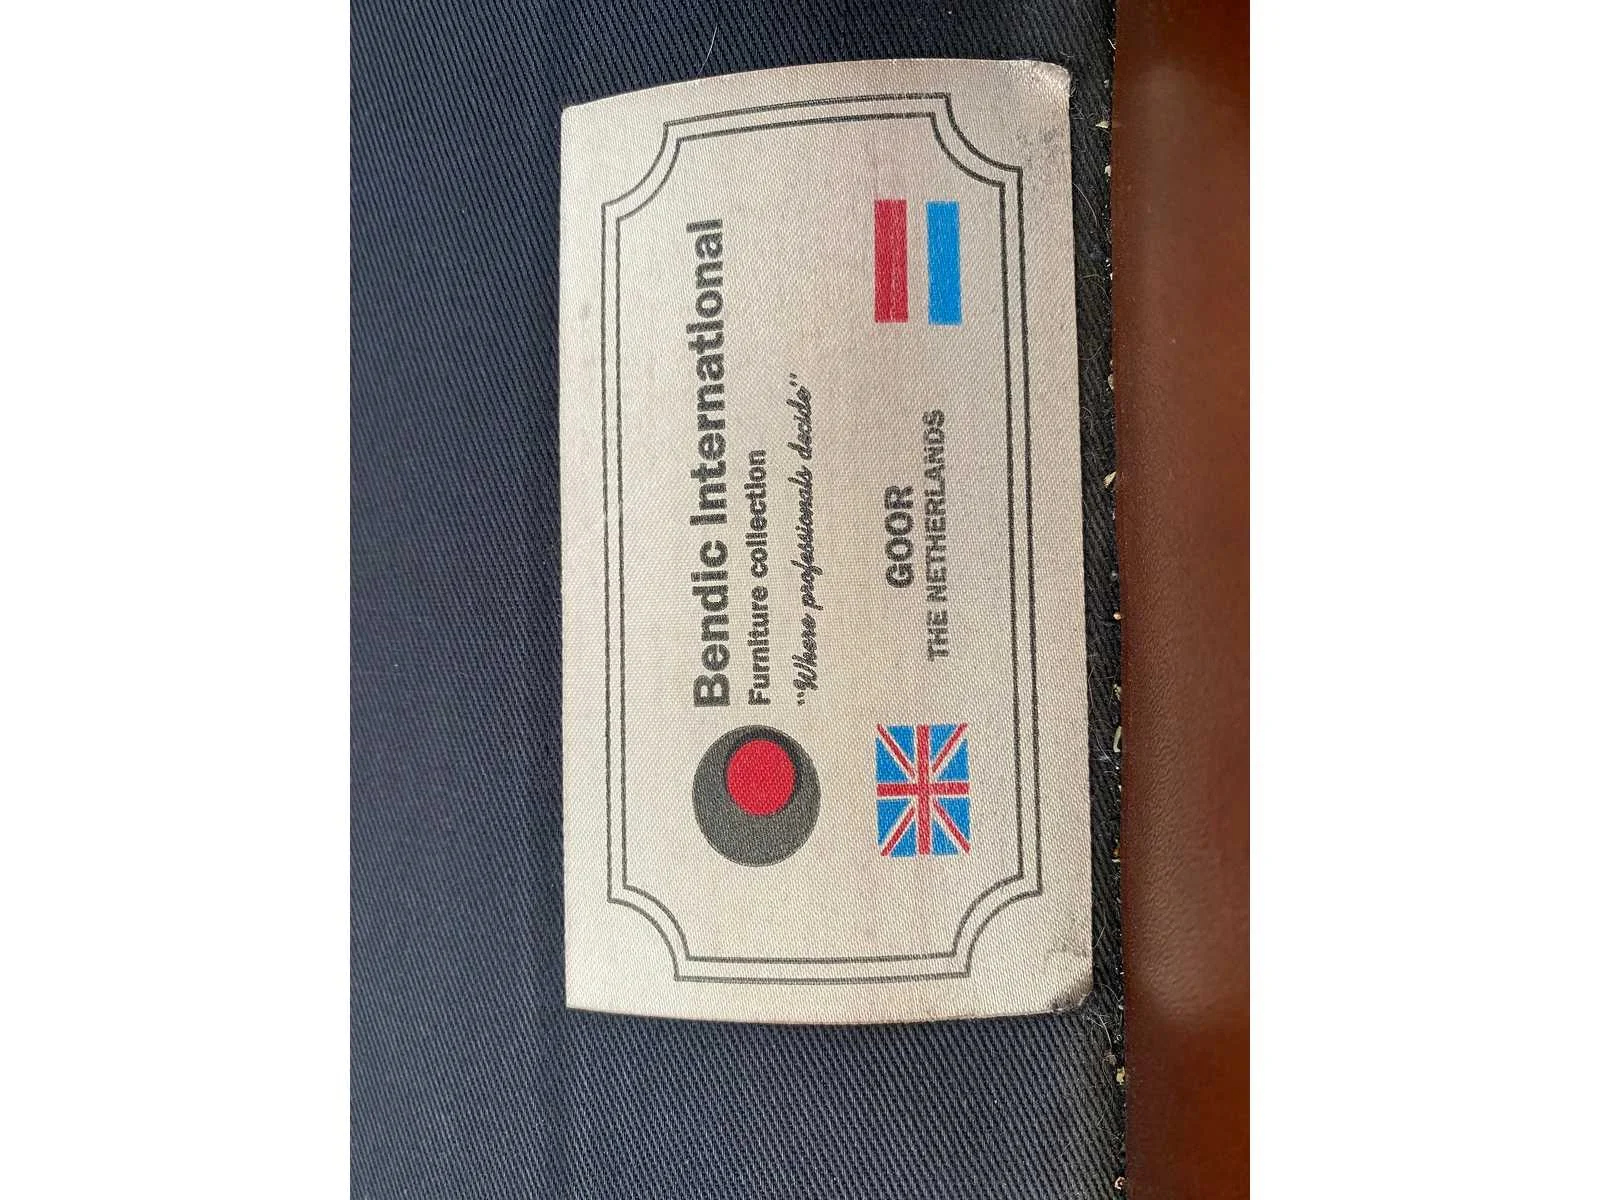 Bendic International
Furniture collection
"Where professionals decide"
GOOR
THE NETHERLANDS